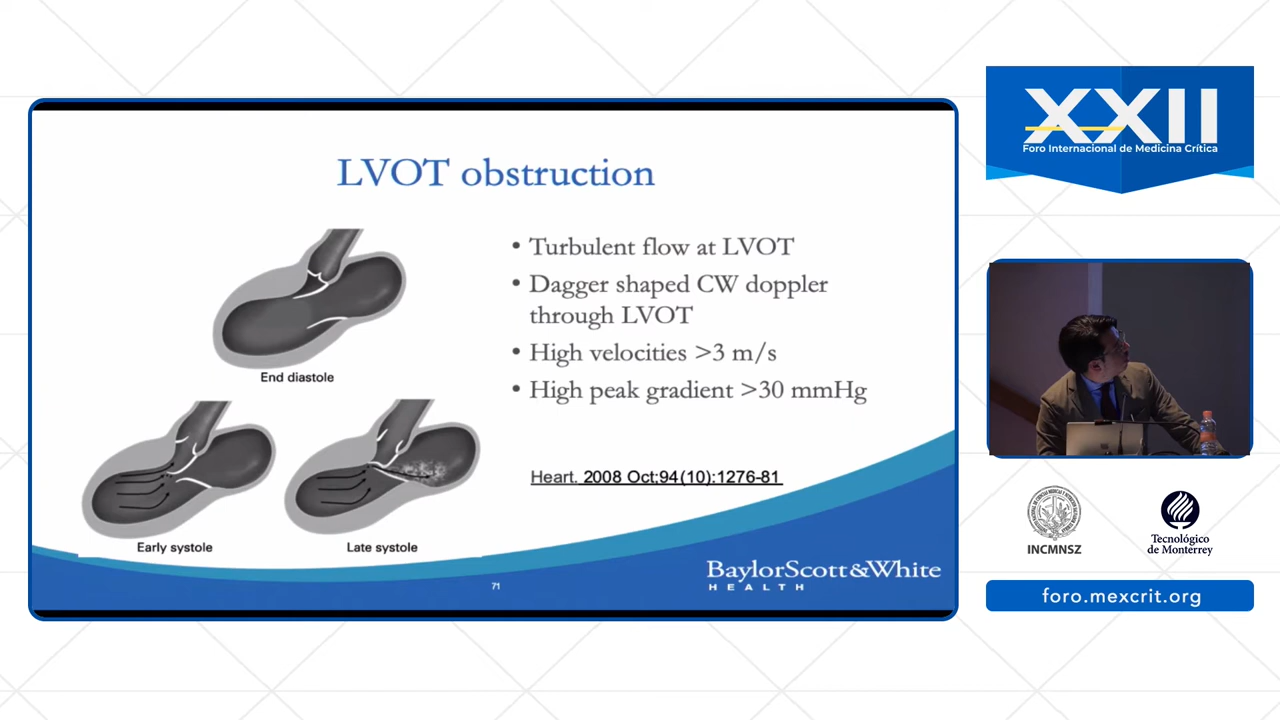 LVOT obstruction
• Turbulent flow at LVOT
• Dagger shaped CW doppler
through LVOT
• High velocities >3 m/s
• High peak gradient >30 mmHg
Heart. 2008 Oct;94(10):1276-81
End diastole
Early systole
Late systole
71
BaylorScott&White
HEALTH
XXII
Foro Internacional de Medicina Crítica
INCMNSZ
Tecnológico
de Monterrey
foro.mexcrit.org